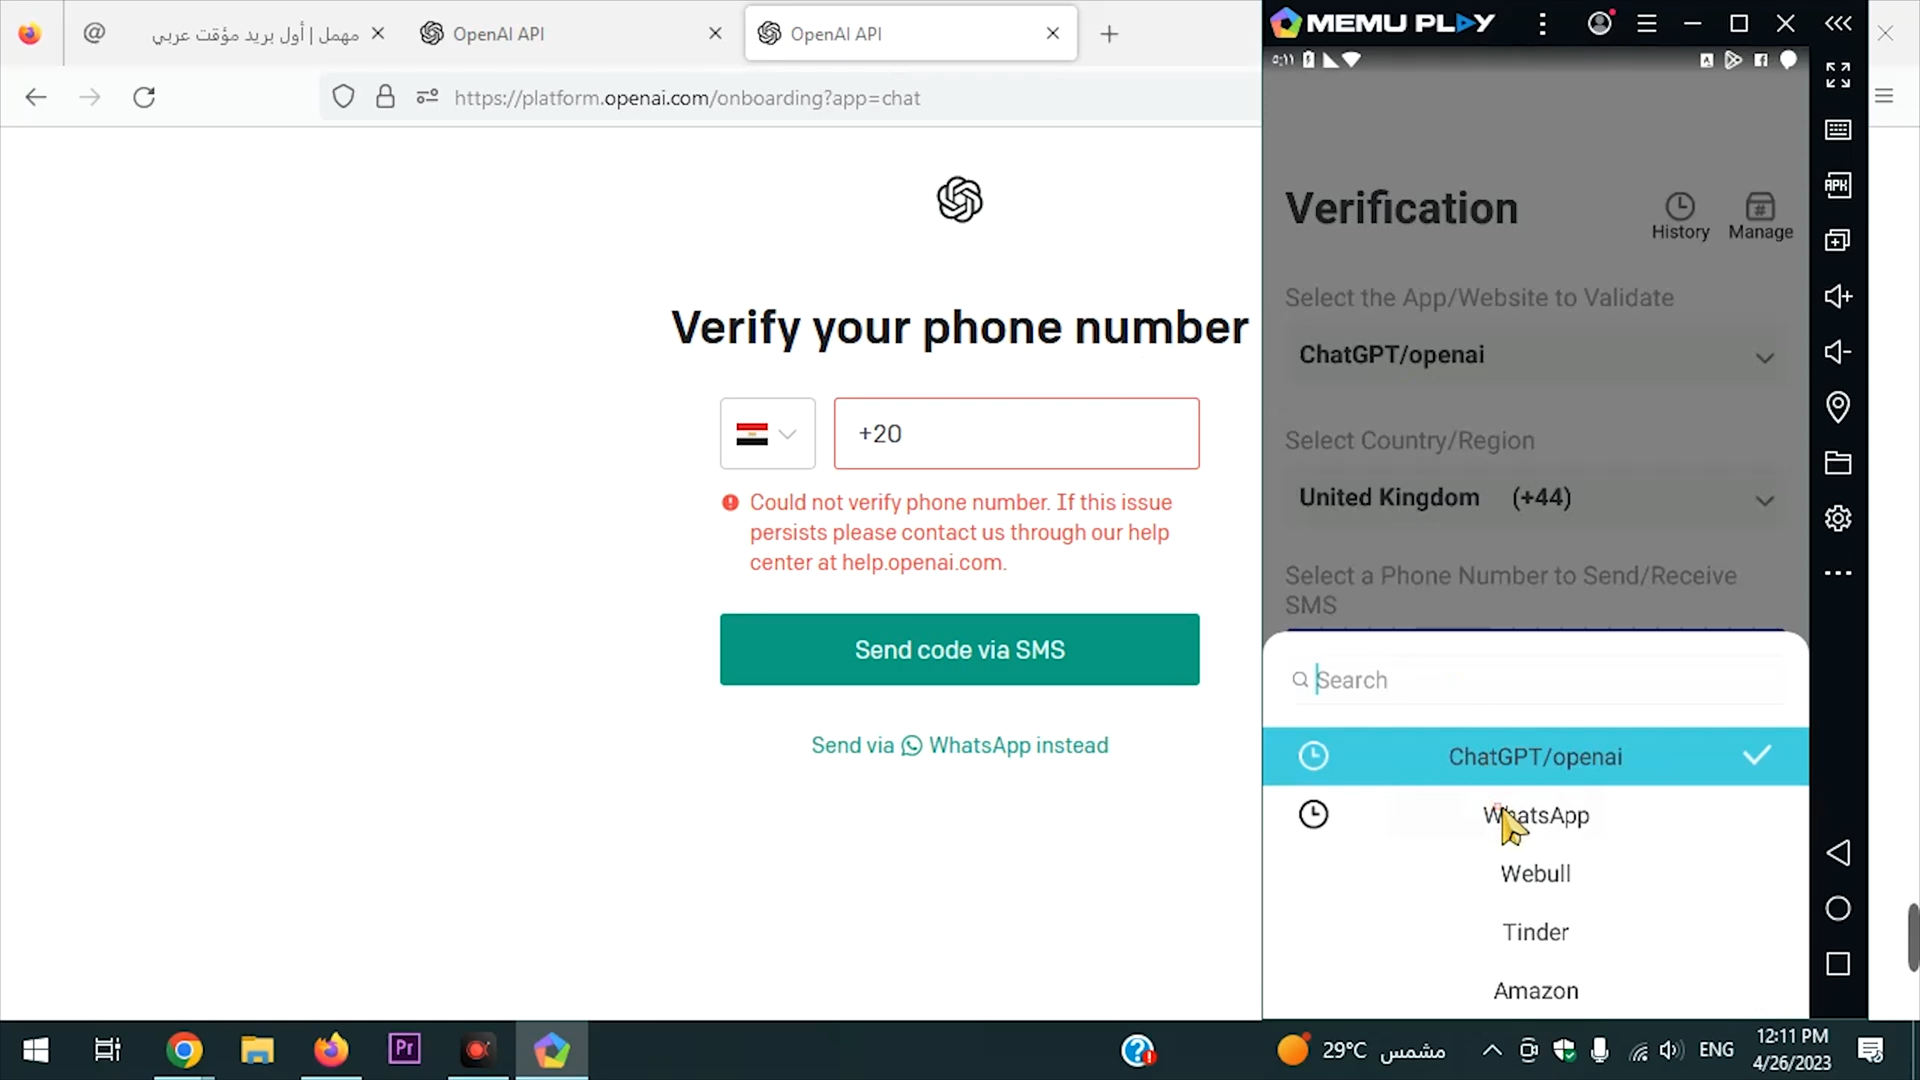 مهمل | أول بريد مؤقت عربي
OpenAI API
OpenAI API
https://platform.openai.com/onboarding?app=chat
Verify your phone number
+20
Could not verify phone number. If this issue
persists please contact us through our help
center at help.openai.com.
Send code via SMS
Send via WhatsApp instead
MEMU PLAY
Verification
History
Manage
Select the App/Website to Validate
ChatGPT/openai
Select Country/Region
United Kingdom (+44)
Select a Phone Number to Send/Receive
SMS
Search
ChatGPT/openai
WhatsApp
Webull
Tinder
Amazon
APK
Pr
29°C مشمس
ENG
12:11 PM
4/26/2023